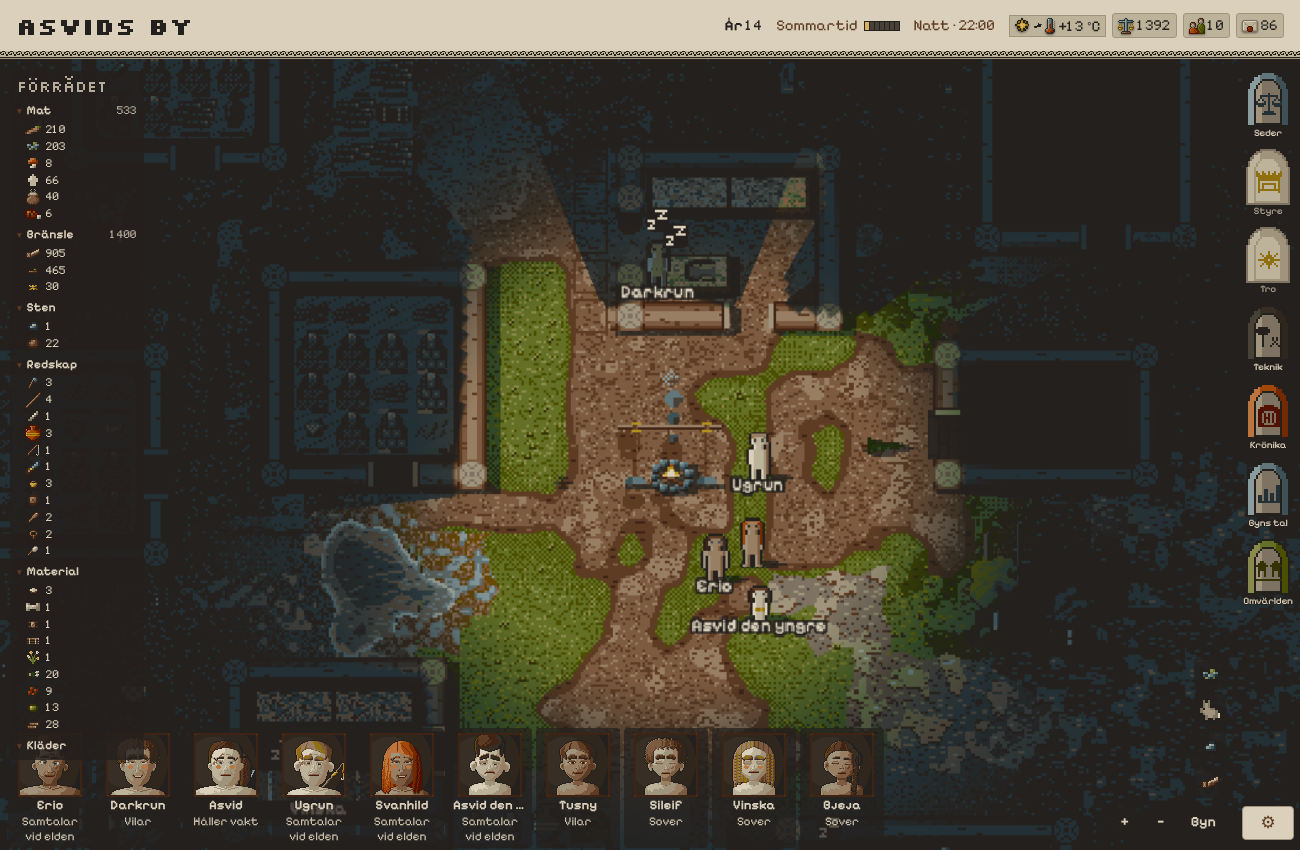 ASVIDS BY
År 14 Sommartid Natt · 22:00 +13 °C 1392 10 86
FÖRRÅDET
Mat 533
210
203
8
66
40
6
Bränsle 1400
905
465
30
Sten
1
22
Redskap
3
4
1
3
1
1
3
1
2
2
1
Material
3
1
1
1
1
20
9
13
28
Kläder
Seder
Styre
Tro
Teknik
Krönika
Byns tal
Omvärlden
z z
z z
Darkrun
Ugrun
Eric
Asvid den yngre
Eric
Samtalar
vid elden
Darkrun
Vilar
Asvid
Håller vakt
Ugrun
Samtalar
vid elden
Svanhild
Samtalar
vid elden
Asvid den ...
Samtalar
vid elden
Tusny
Vilar
Sileif
Sover
Vinska
Sover
Bjeja
Sover
+ - Byn